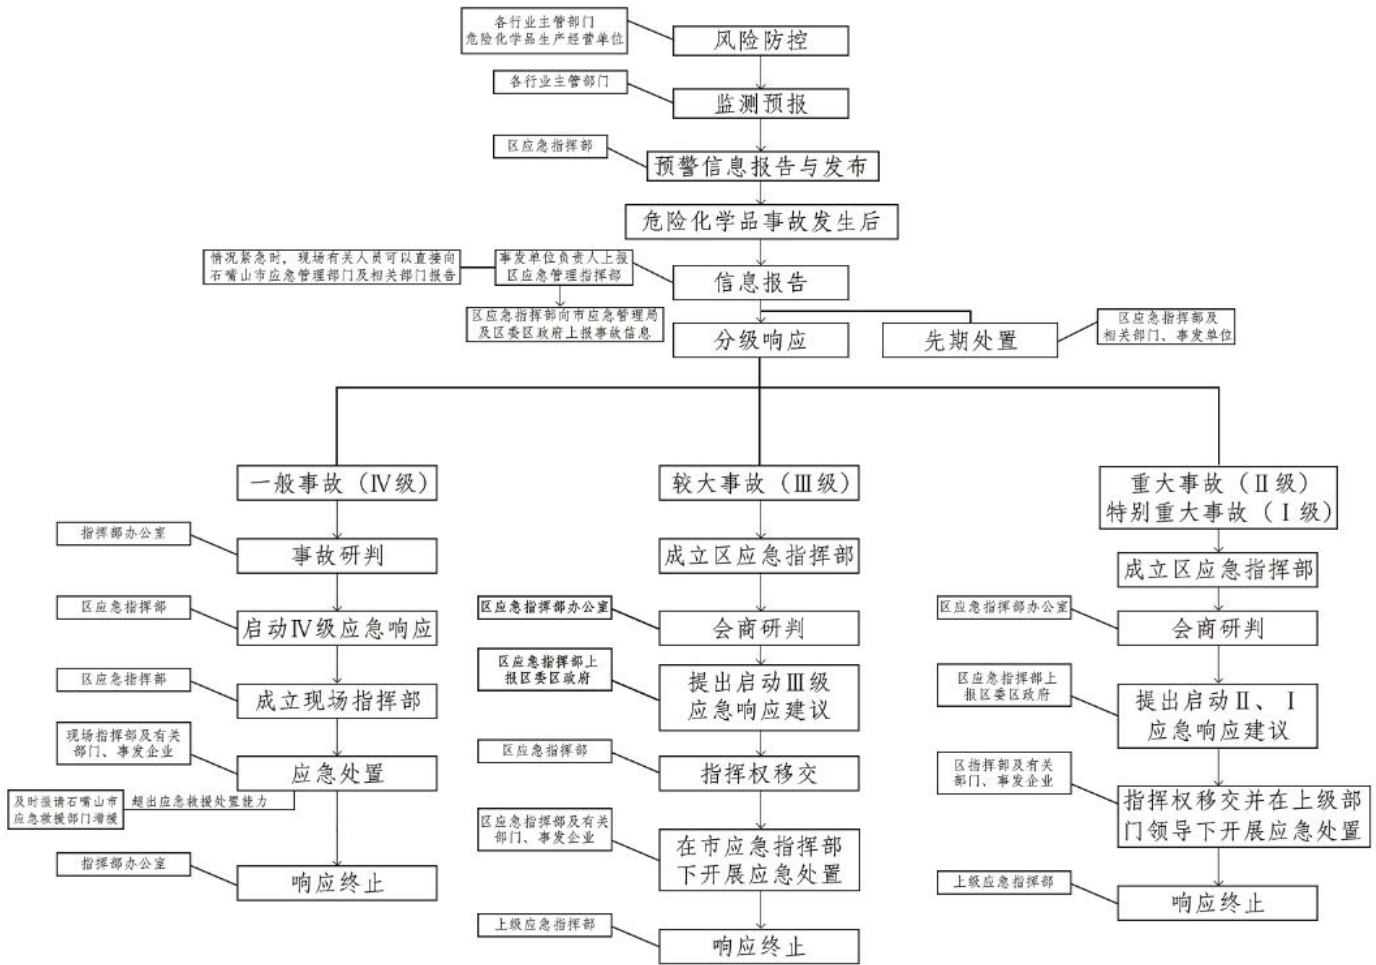 各行业主管部门
危险化学品生产经营单位
风险防控
各行业主管部门
监测预报
区应急指挥部
预警信息报告与发布
危险化学品事故发生后
情况紧急时，现场有关人员可以直接向
石嘴山市应急管理部门及相关部门报告
事发单位负责人上报
区应急管理指挥部
信息报告
区应急指挥部向市应急管理局
及区委区政府上报事故信息
分级响应
先期处置
区应急指挥部及
相关部门、事发单位
一般事故（Ⅳ级）
指挥部办公室
事故研判
区应急指挥部
启动Ⅳ级应急响应
区应急指挥部
成立现场指挥部
现场指挥部及有关
部门、事发企业
应急处置
及时报请石嘴山市
应急救援部门增援
超出应急救援处置能力
指挥部办公室
响应终止
较大事故（Ⅲ级）
成立区应急指挥部
区应急指挥部办公室
会商研判
区应急指挥部上
报区委区政府
提出启动Ⅲ级
应急响应建议
区应急指挥部
指挥权移交
区应急指挥部及有关
部门、事发企业
在市应急指挥部
下开展应急处置
上级应急指挥部
响应终止
重大事故（Ⅱ级）
特别重大事故（Ⅰ级）
成立区应急指挥部
区应急指挥部办公室
会商研判
区应急指挥部上
报区委区政府
提出启动Ⅱ、Ⅰ
应急响应建议
区指挥部及有关
部门、事发企业
指挥权移交并在上级部
门领导下开展应急处置
上级应急指挥部
响应终止